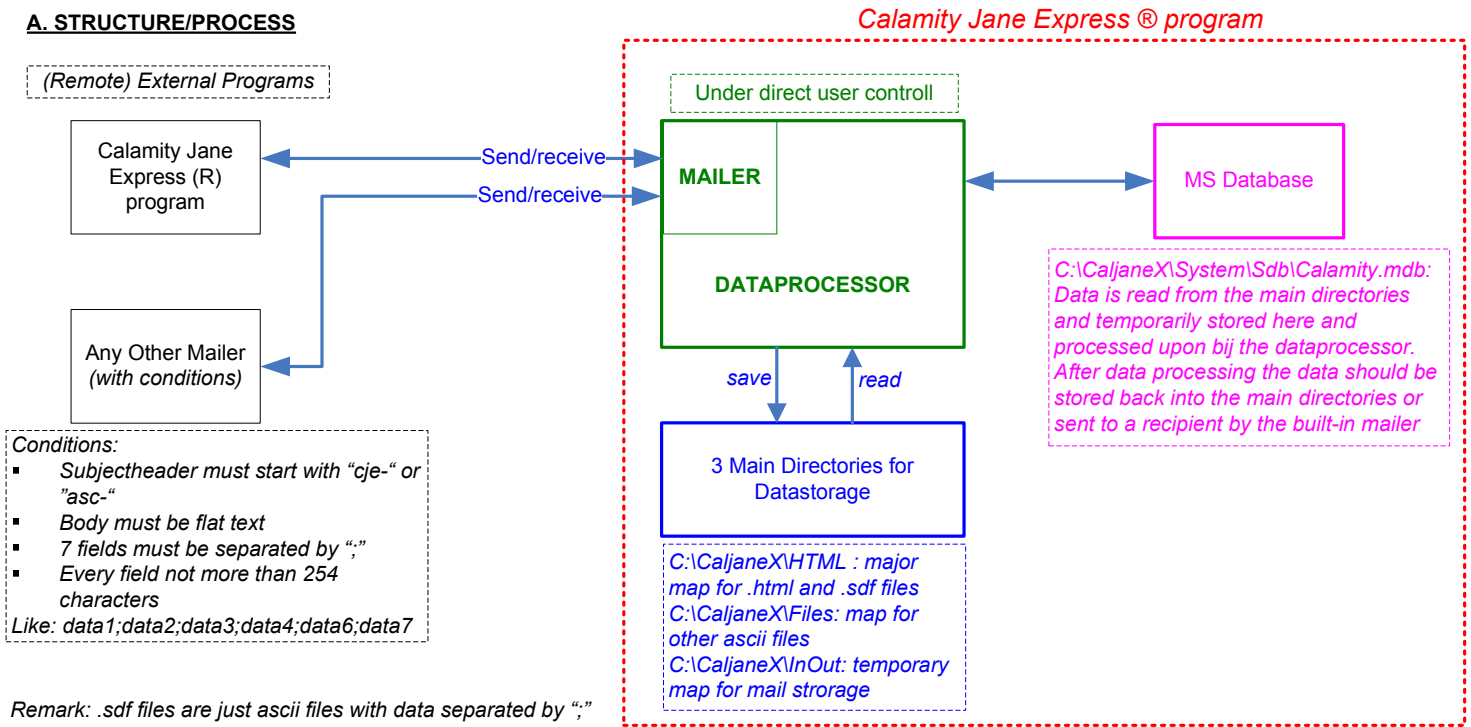 A. STRUCTURE/PROCESS
Calamity Jane Express ® program
(Remote) External Programs
Under direct user controll
Calamity Jane
Express (R)
program
Send/receive
Send/receive
MAILER
DATAPROCESSOR
MS Database
C:\CaljaneX\System\Sdb\Calamity.mdb:
Data is read from the main directories
and temporarily stored here and
processed upon bij the dataprocessor.
After data processing the data should be
stored back into the main directories or
sent to a recipient by the built-in mailer
Any Other Mailer
(with conditions)
save
read
Conditions:
▪ Subjectheader must start with “cje-“ or
”asc-“
▪ Body must be flat text
▪ 7 fields must be separated by “;”
▪ Every field not more than 254
characters
Like: data1;data2;data3;data4;data6;data7
3 Main Directories for
Datastorage
C:\CaljaneX\HTML : major
map for .html and .sdf files
C:\CaljaneX\Files: map for
other ascii files
C:\CaljaneX\InOut: temporary
map for mail strorage
Remark: .sdf files are just ascii files with data separated by “;”